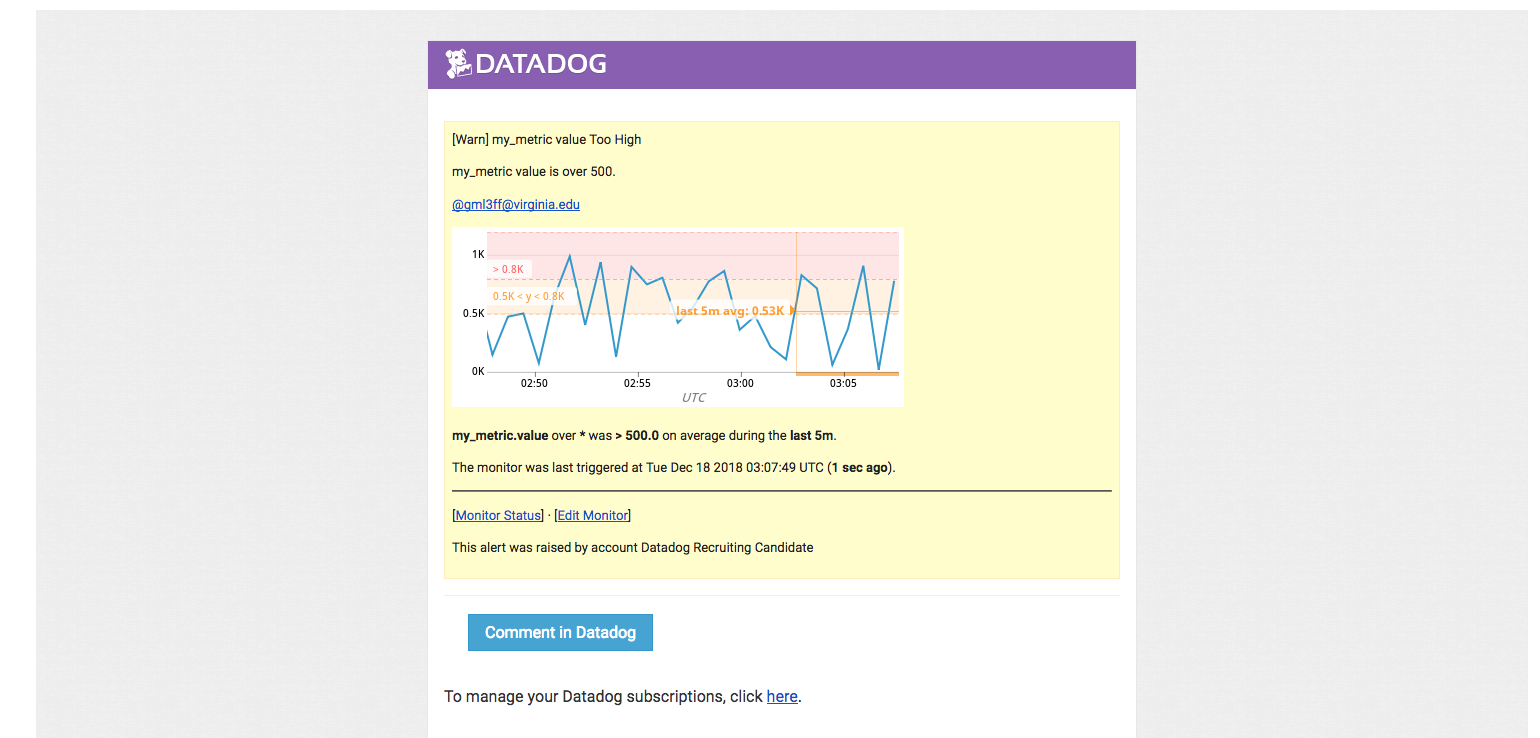 DATADOG
[Warn] my_metric value Too High
my_metric value is over 500.
@gml3ff@virginia.edu
1K
> 0.8K
0.5K < y < 0.8K
last 5m avg: 0.53K
0.5K
0K
02:50 02:55 03:00 03:05
UTC
my_metric.value over * was > 500.0 on average during the last 5m.
The monitor was last triggered at Tue Dec 18 2018 03:07:49 UTC (1 sec ago).
[Monitor Status] · [Edit Monitor]
This alert was raised by account Datadog Recruiting Candidate
Comment in Datadog
To manage your Datadog subscriptions, click here.